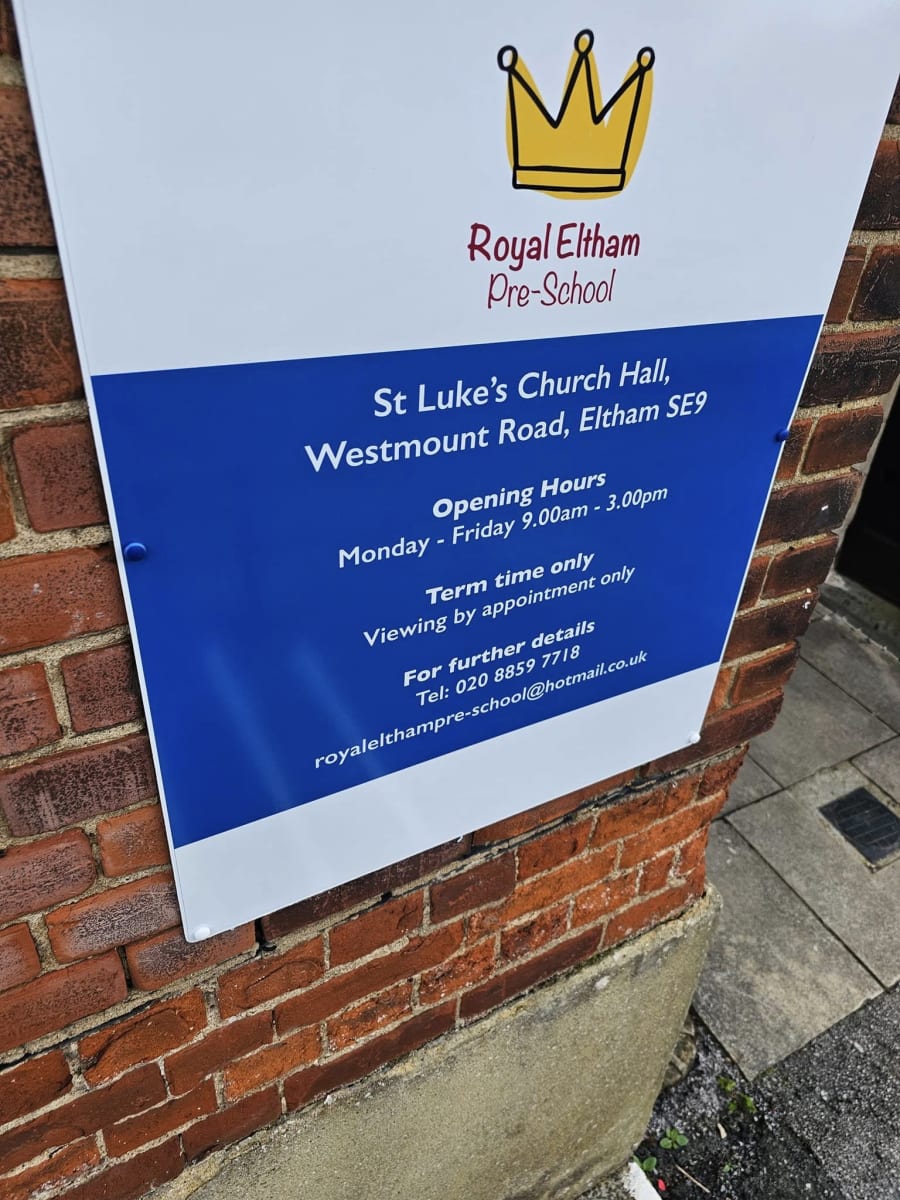 Royal Eltham
Pre-School
St Luke's Church Hall,
Westmount Road, Eltham SE9
Opening Hours
Monday - Friday 9.00am - 3.00pm
Term time only
Viewing by appointment only
For further details
Tel: 020 8859 7718
royalelthampre-school@hotmail.co.uk